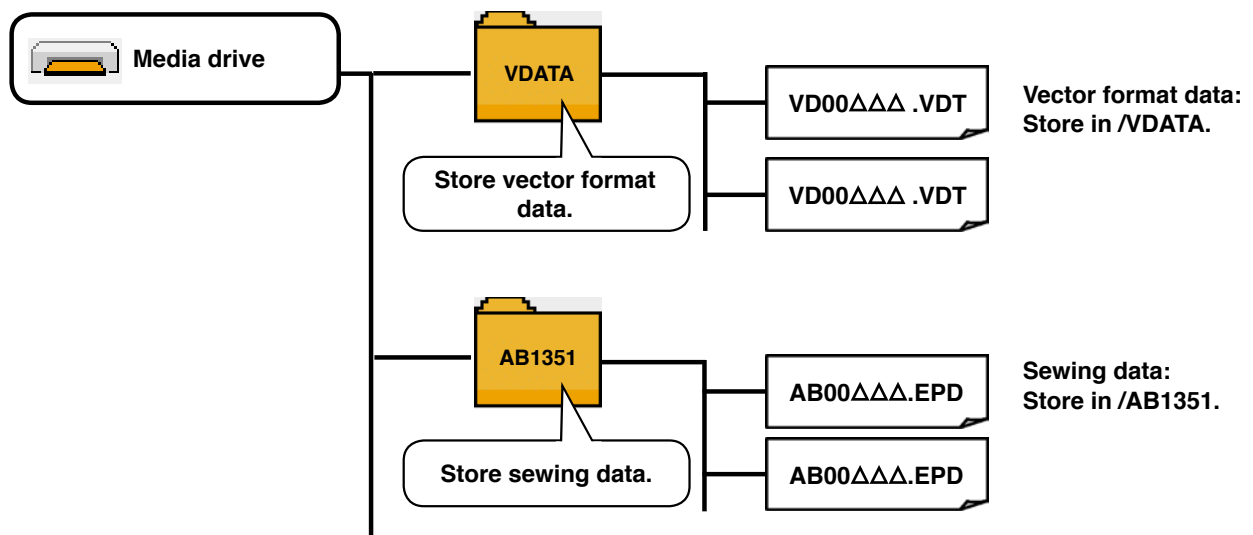 Media drive
VDATA
Store vector format
data.
VD00△△△ .VDT
VD00△△△ .VDT
Vector format data:
Store in /VDATA.
AB1351
Store sewing data.
AB00△△△.EPD
AB00△△△.EPD
Sewing data:
Store in /AB1351.